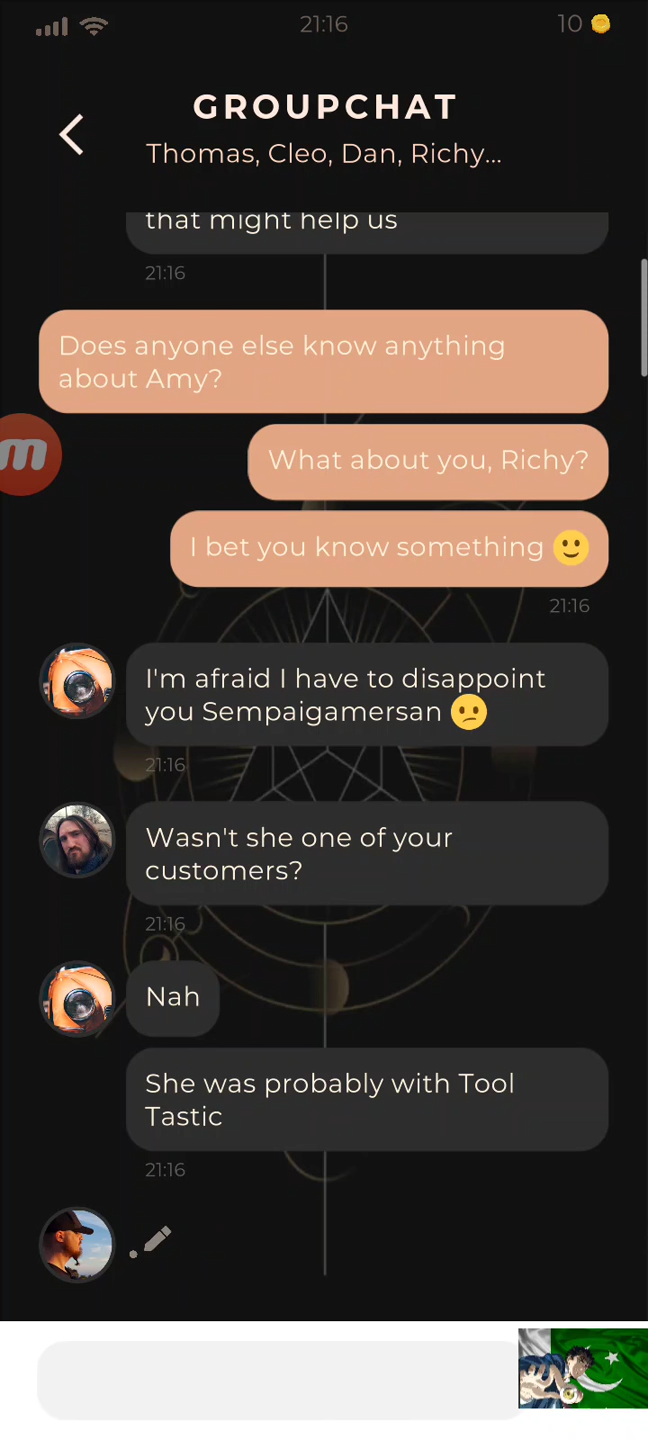 21:16
10
GROUPCHAT
Thomas, Cleo, Dan, Richy...
that might help us
21:16
Does anyone else know anything
about Amy?
What about you, Richy?
I bet you know something 🙂
21:16
I'm afraid I have to disappoint
you Sempaigamersan 😕
21:16
Wasn't she one of your
customers?
21:16
Nah
She was probably with Tool
Tastic
21:16